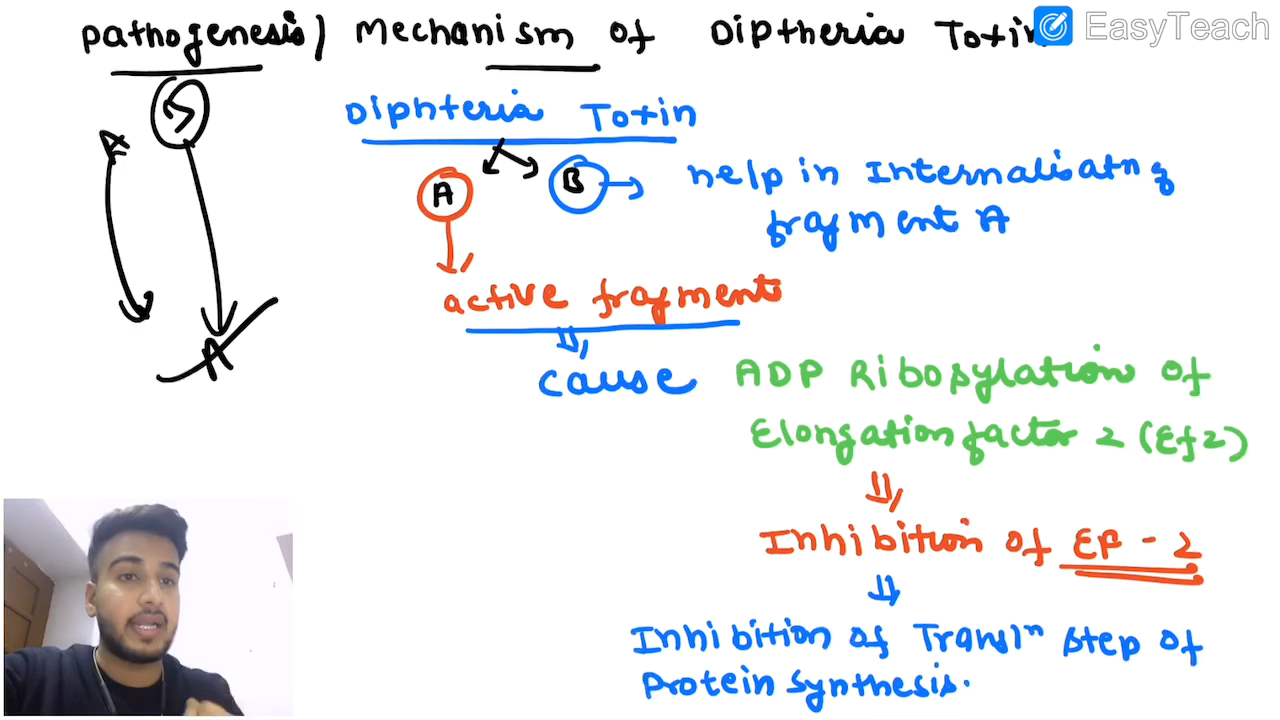 pathogenesis) Mechanism of Diptheria Toxin
EasyTeach
Diphteria Toxin
A
A B help in Internalisatn of
fragment A
active fragments
A
cause ADP Ribosylation of
Elongation factor 2 (Ef2)
Inhibition of EF - 2
Inhibition of Transln step of
Protein synthesis.